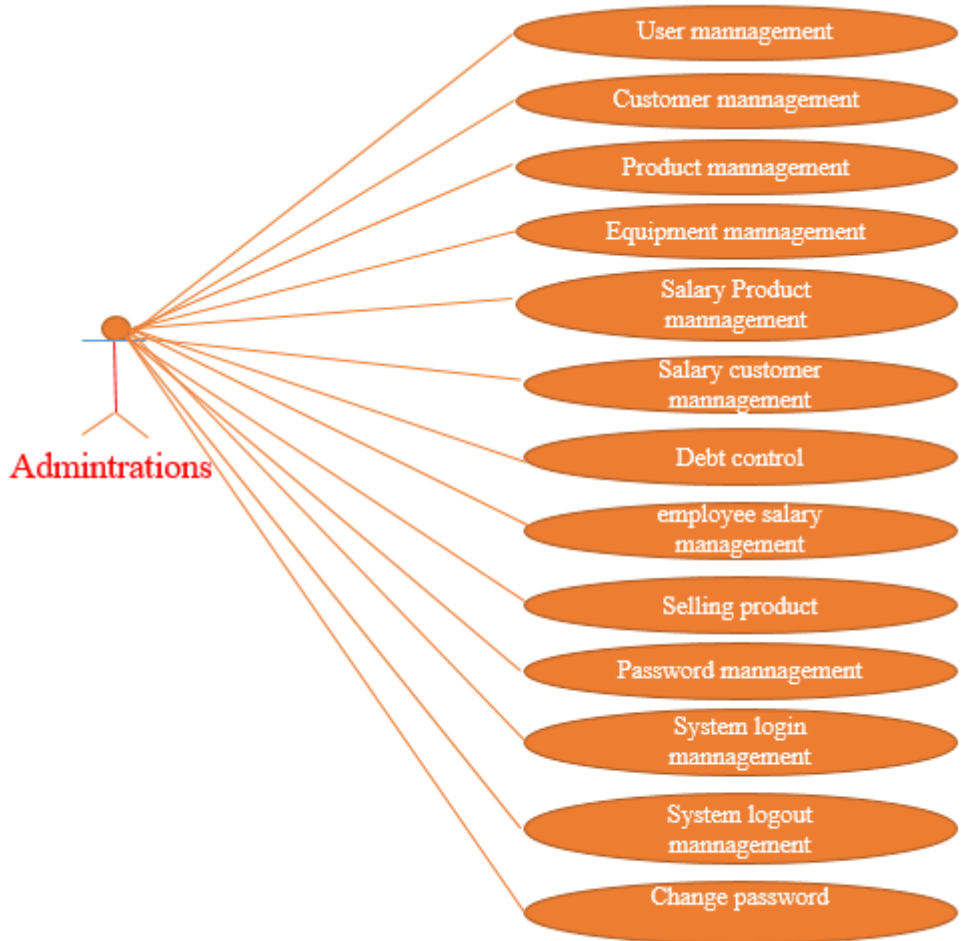 User mannagement
Customer mannagement
Product mannagement
Equipment mannagement
Salary Product
mannagement
Salary customer
mannagement
Admintrations
Debt control
employee salary
management
Selling product
Password mannagement
System login
mannagement
System logout
management
Change password